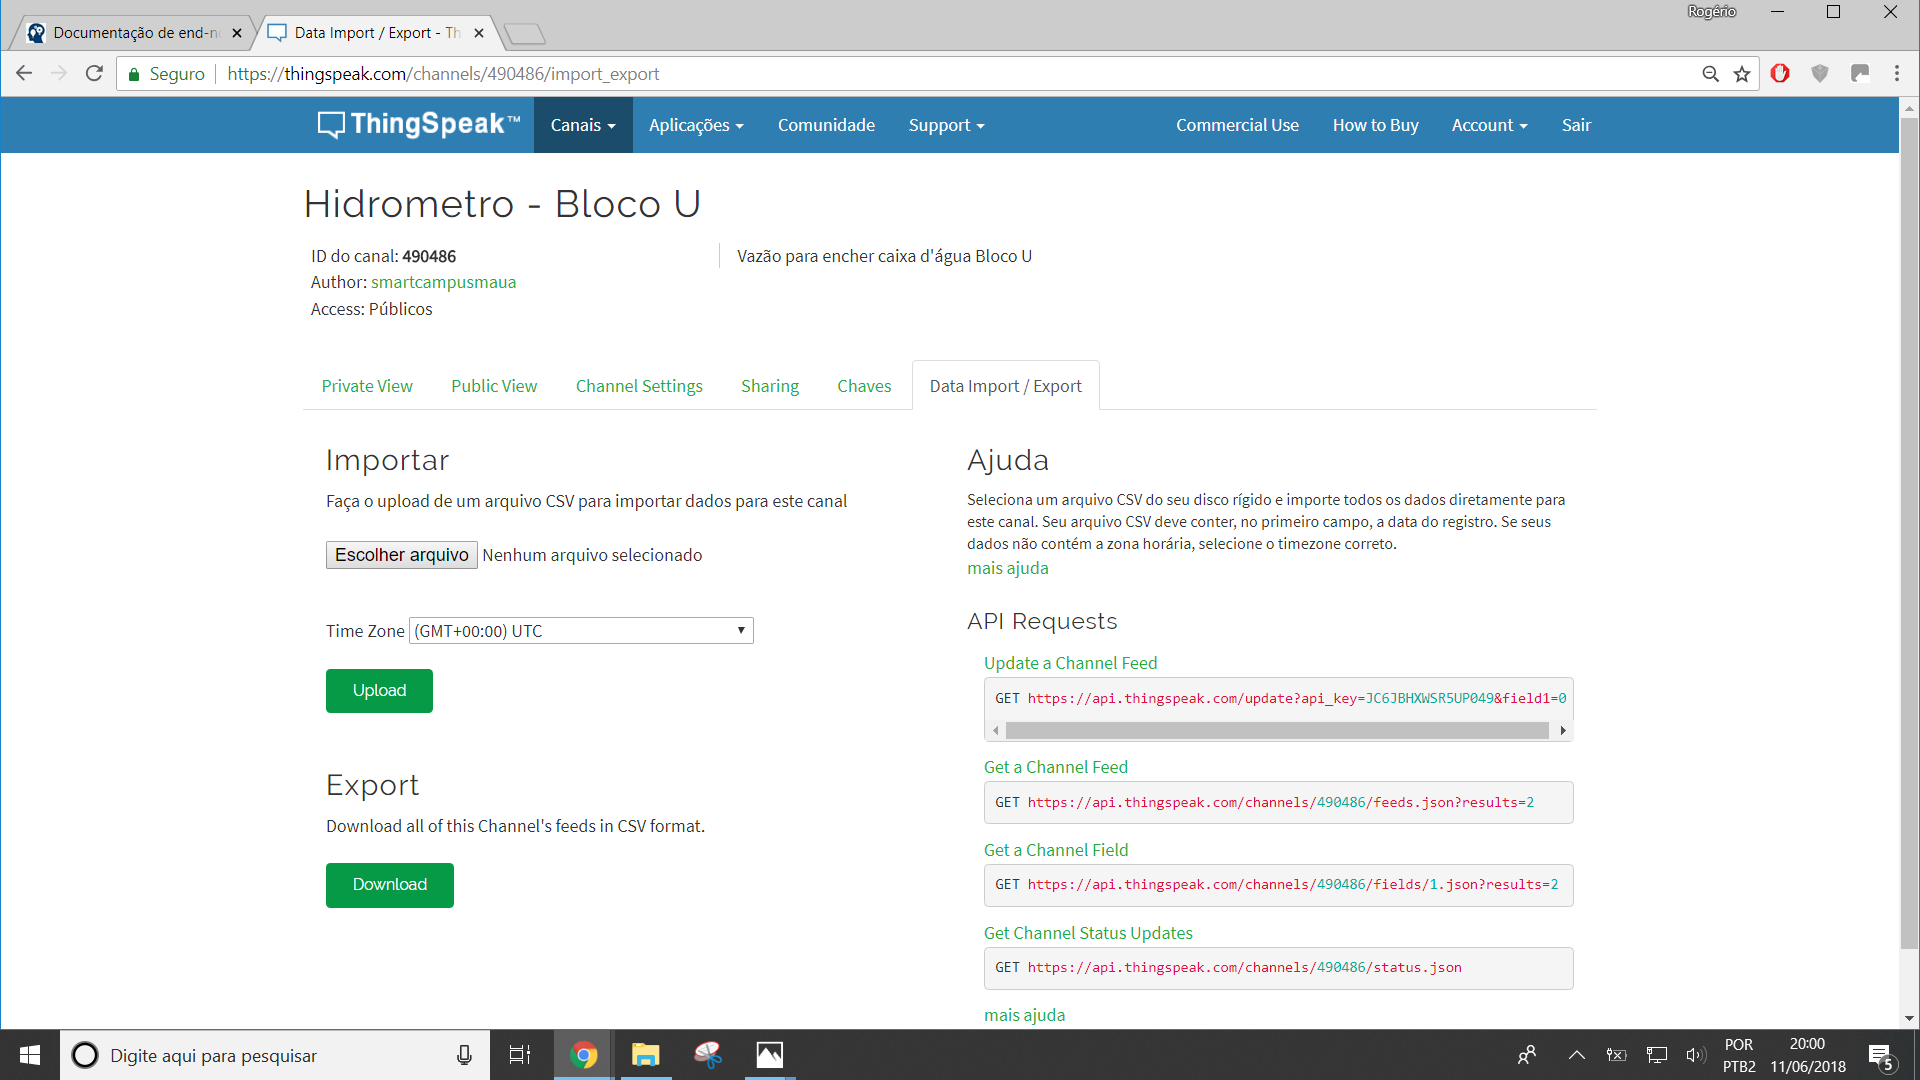 Rogério
Documentação de end-n
Data Import / Export - Th
Seguro
https://thingspeak.com/channels/490486/import_export
ThingSpeak™
Canais
Aplicações
Comunidade
Support
Commercial Use
How to Buy
Account
Sair
Hidrometro - Bloco U
ID do canal: 490486
Author: smartcampusmaua
Access: Públicos
Vazão para encher caixa d'água Bloco U
Private View
Public View
Channel Settings
Sharing
Chaves
Data Import / Export
Importar
Faça o upload de um arquivo CSV para importar dados para este canal
Escolher arquivo Nenhum arquivo selecionado
Time Zone (GMT+00:00) UTC
Upload
Export
Download all of this Channel's feeds in CSV format.
Download
Ajuda
Seleciona um arquivo CSV do seu disco rígido e importe todos os dados diretamente para
este canal. Seu arquivo CSV deve conter, no primeiro campo, a data do registro. Se seus
dados não contém a zona horária, selecione o timezone correto.
mais ajuda
API Requests
Update a Channel Feed
GET https://api.thingspeak.com/update?api_key=JC6JBHXWSR5UP049&field1=0
Get a Channel Feed
GET https://api.thingspeak.com/channels/490486/feeds.json?results=2
Get a Channel Field
GET https://api.thingspeak.com/channels/490486/fields/1.json?results=2
Get Channel Status Updates
GET https://api.thingspeak.com/channels/490486/status.json
mais ajuda
Digite aqui para pesquisar
POR
PTB2
20:00
11/06/2018
5